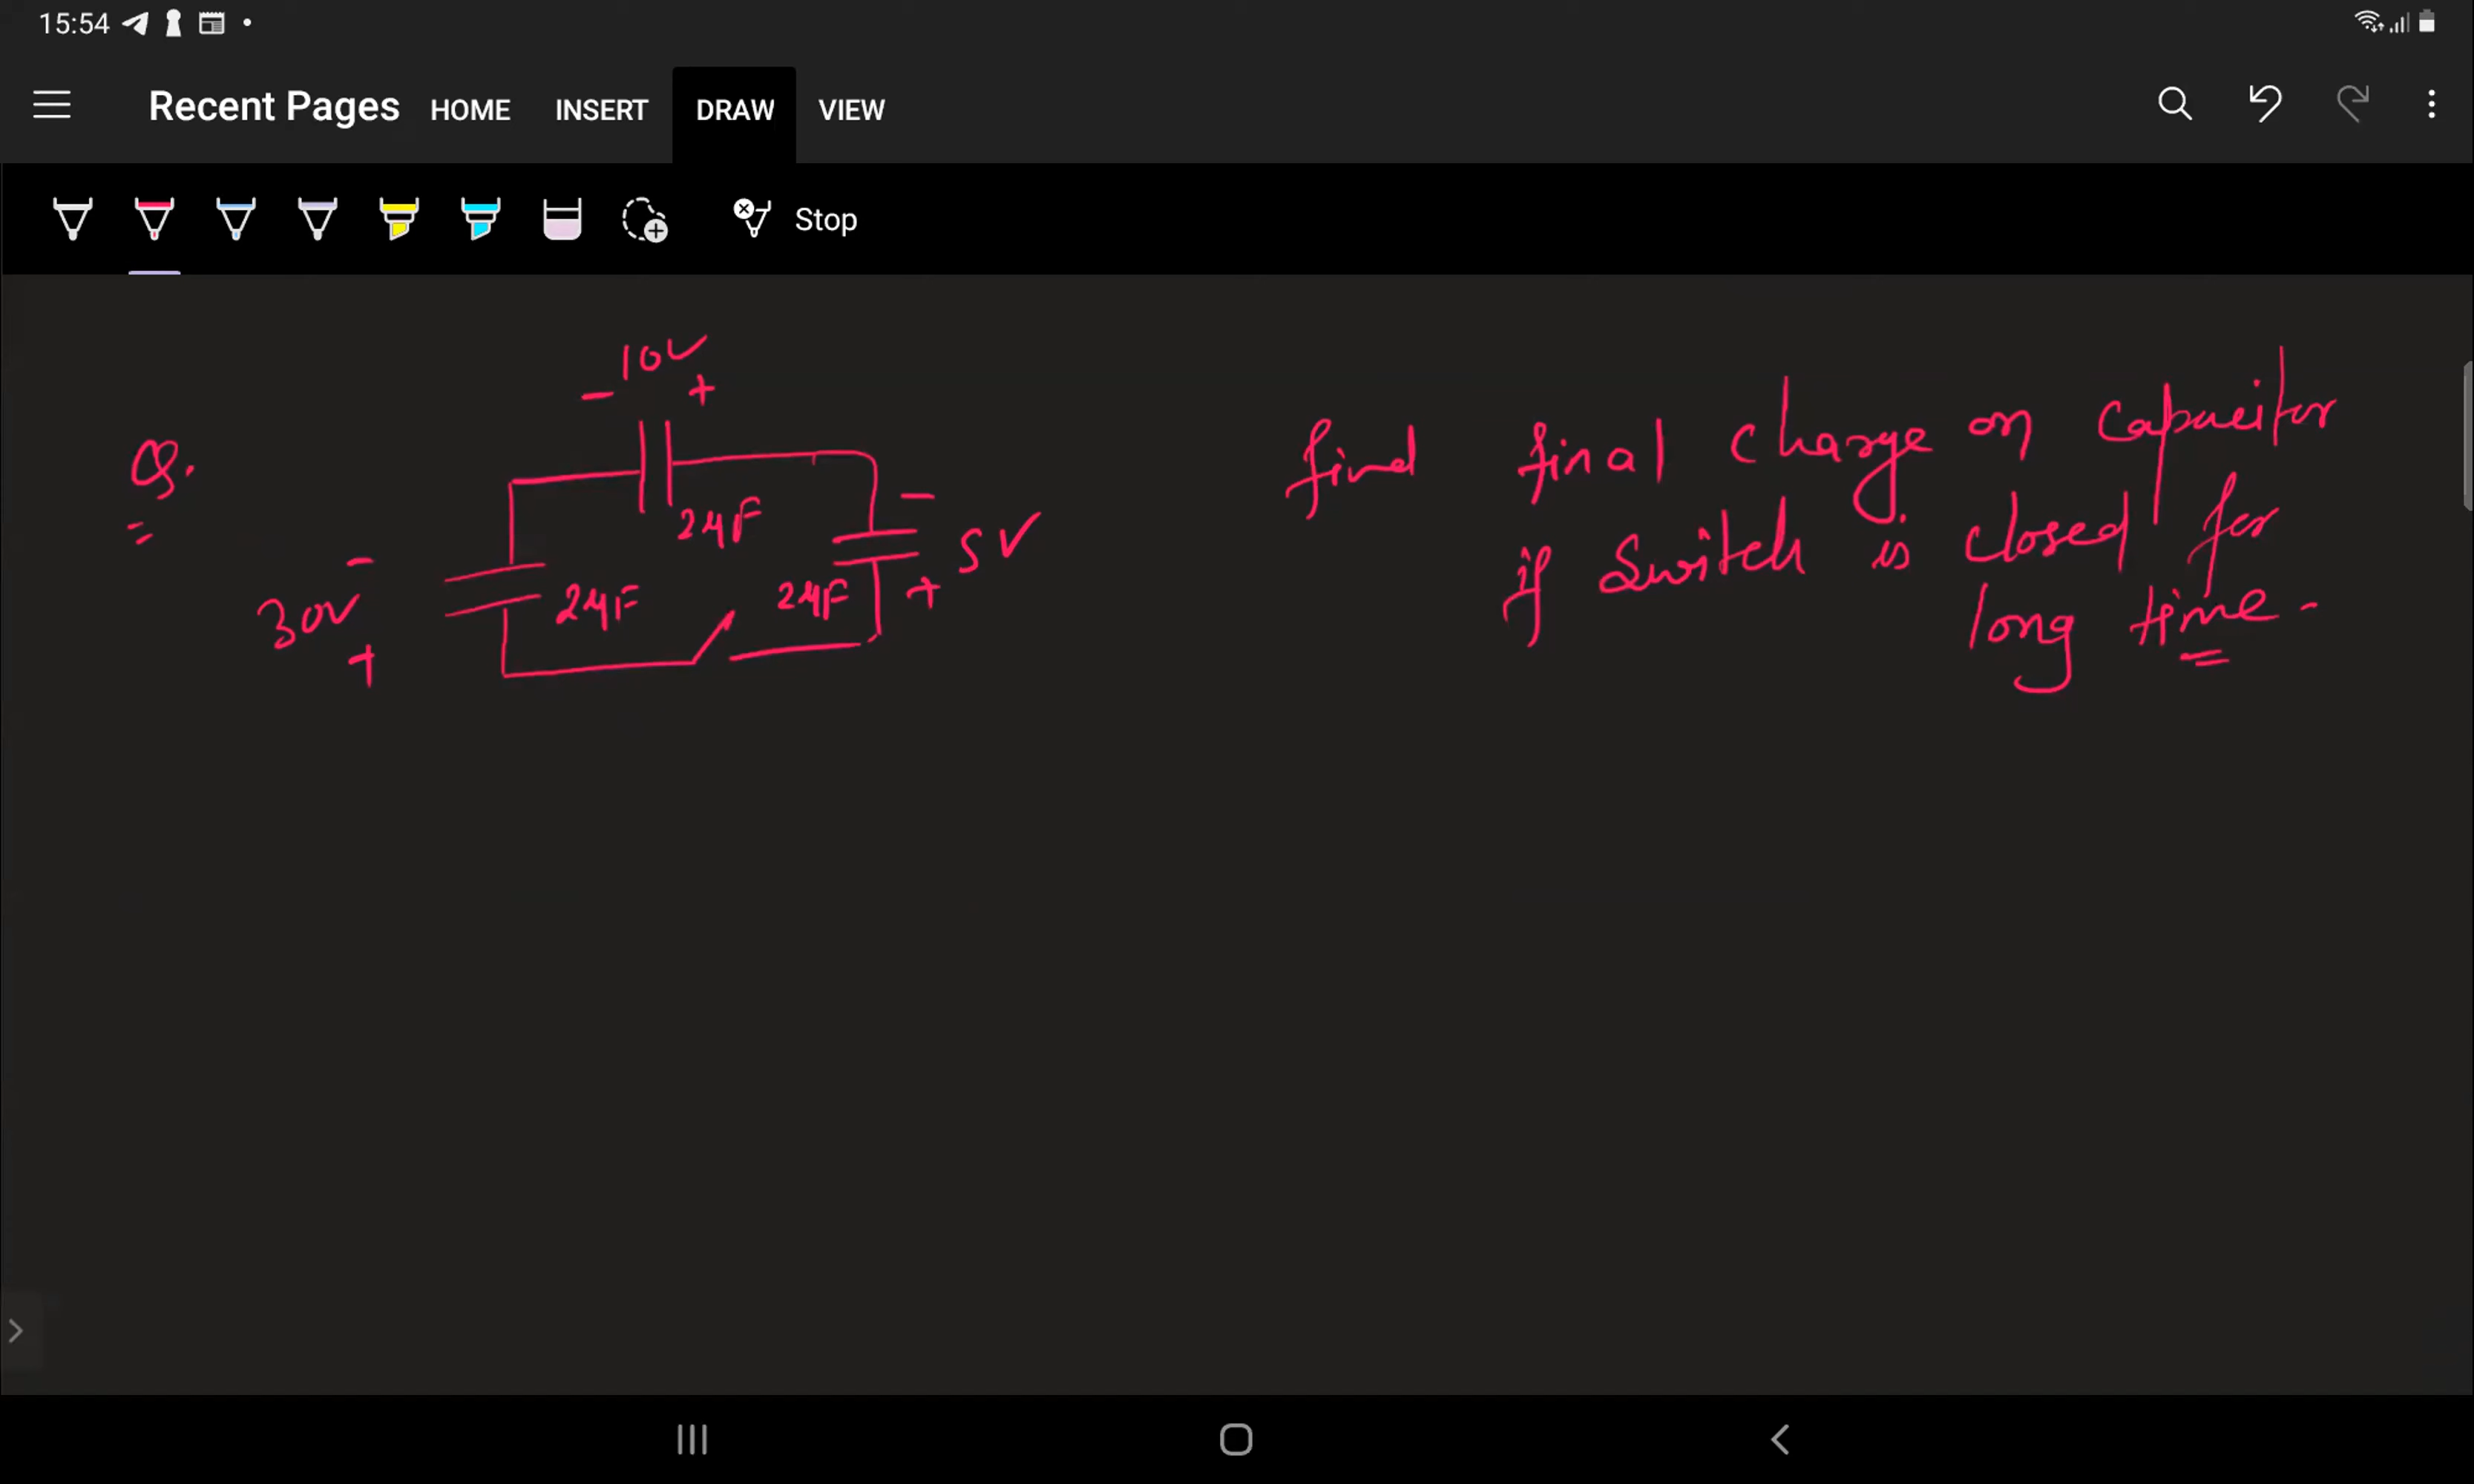 15:54
Recent Pages HOME INSERT DRAW VIEW
Stop
Q.
- 10V +
2μF
- 5V +
2μF
30V
- +
2μF
find final charge on capacitor
if switch is closed for
long time.